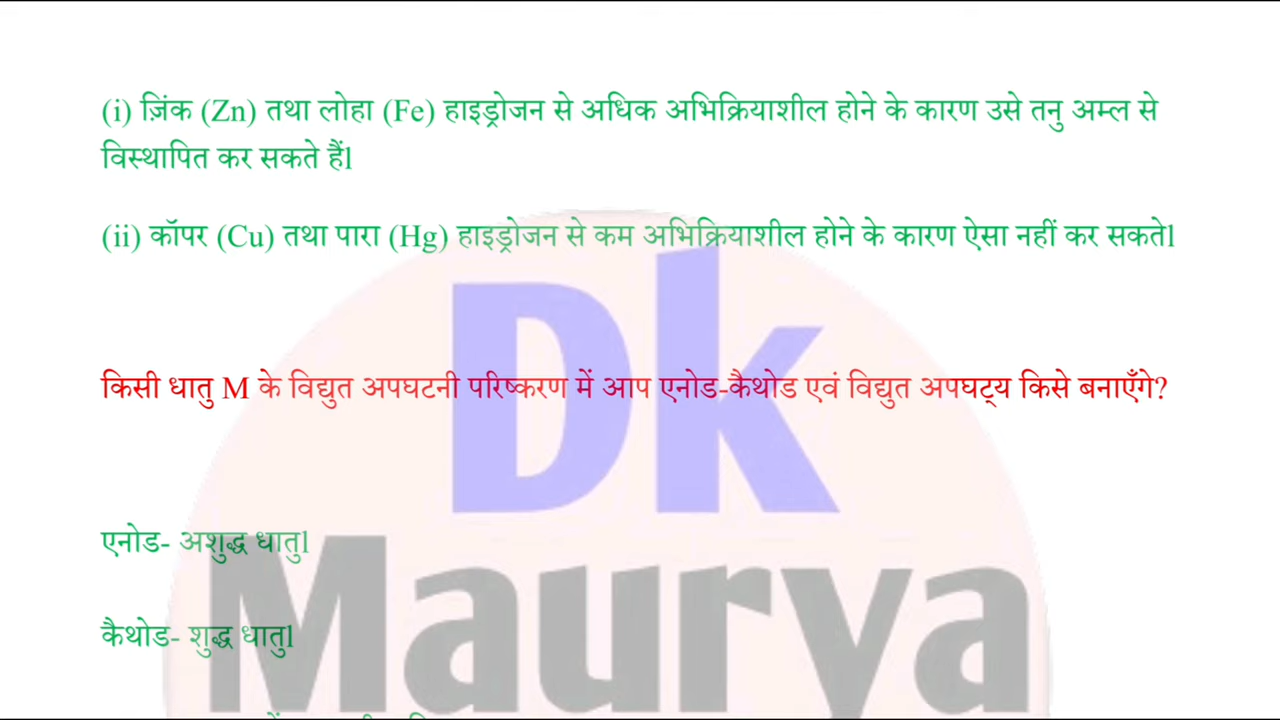 (i) ज़िंक (Zn) तथा लोहा (Fe) हाइड्रोजन से अधिक अभिक्रियाशील होने के कारण उसे तनु अम्ल से
विस्थापित कर सकते हैंl
(ii) कॉपर (Cu) तथा पारा (Hg) हाइड्रोजन से कम अभिक्रियाशील होने के कारण ऐसा नहीं कर सकतेl
किसी धातु M के विद्युत अपघटनी परिष्करण में आप एनोड-कैथोड एवं विद्युत अपघट्य किसे बनाएँगे?
Dk
एनोड- अशुद्ध धातुl
Maurya
कैथोड- शुद्ध धातुl